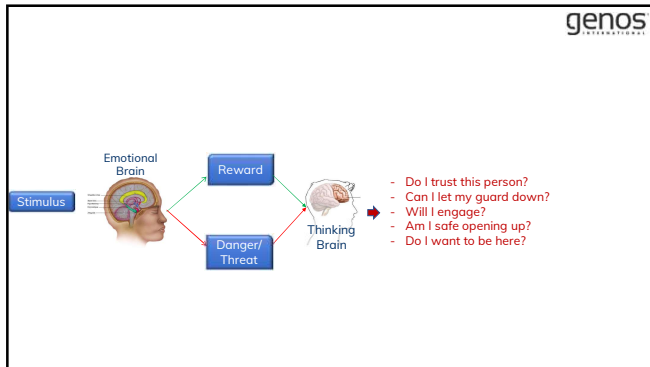 genos
INTERNATIONAL
Stimulus
Emotional
Brain
Reward
Danger/
Threat
Thinking
Brain
- Do I trust this person?
- Can I let my guard down?
- Will I engage?
- Am I safe opening up?
- Do I want to be here?